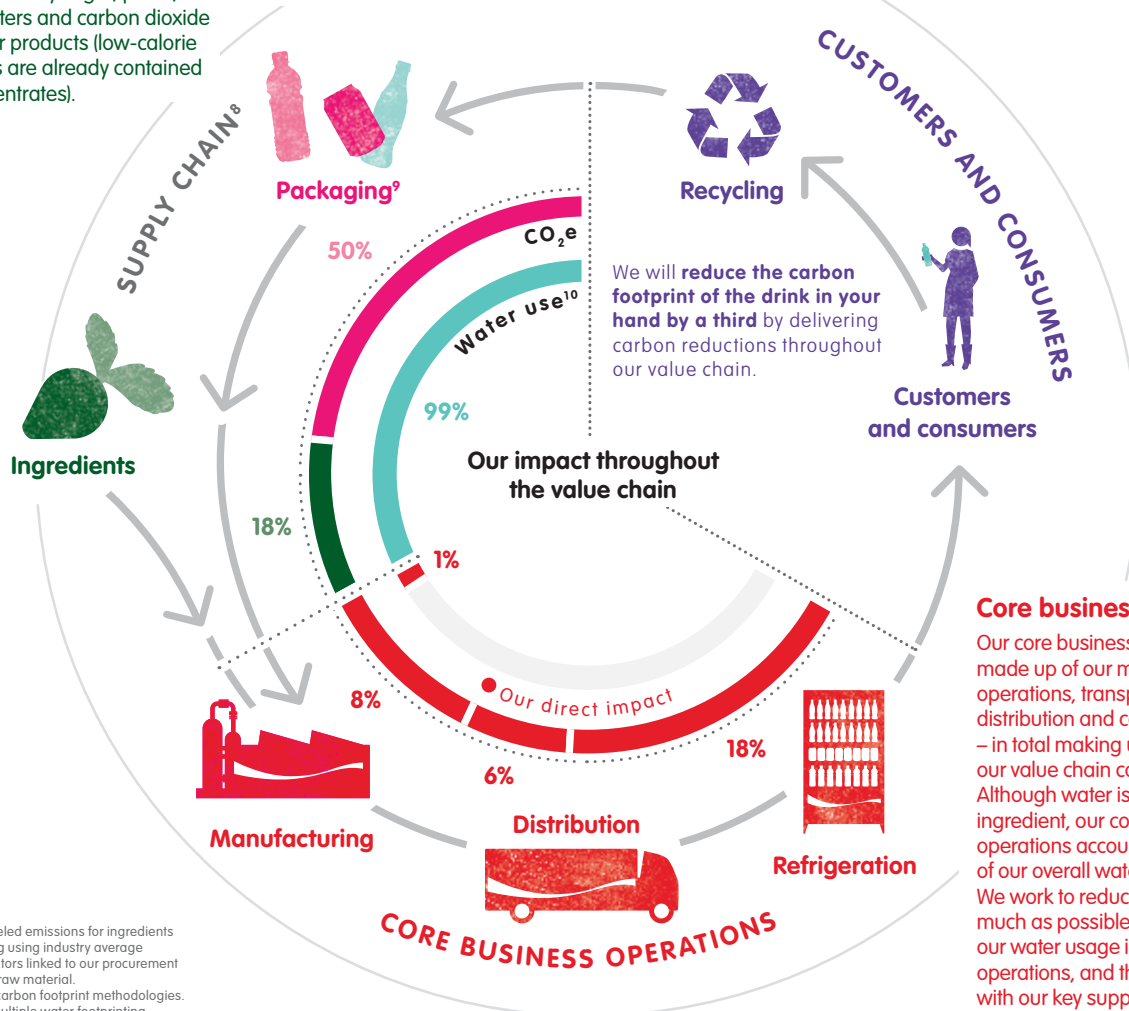 ters and carbon dioxide
r products (low-calorie
s are already contained
entrates).
SUPPLY CHAIN⁸
Packaging⁹
50%
Ingredients
18%
CO₂e
Water use¹⁰
99%
1%
Recycling
CUSTOMERS AND CONSUMERS
We will reduce the carbon
footprint of the drink in your
hand by a third by delivering
carbon reductions throughout
our value chain.
Customers
and consumers
Our impact throughout
the value chain
Our direct impact
8%
6%
18%
Manufacturing
Distribution
Refrigeration
CORE BUSINESS OPERATIONS
Core busines
Our core business
made up of our m
operations, transp
distribution and c
– in total making u
our value chain ca
Although water is
ingredient, our co
operations accou
of our overall wate
We work to reduc
much as possible
our water usage i
operations, and th
with our key supp
eled emissions for ingredients
g using industry average
tors linked to our procurement
raw material.
carbon footprint methodologies.
ultiple water footprinting